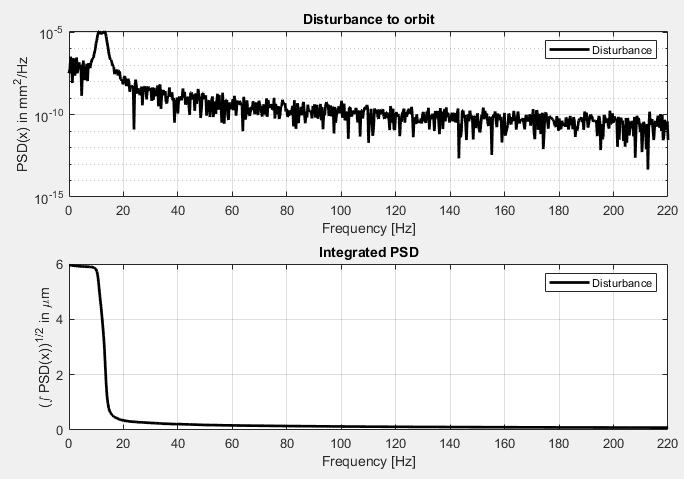 Disturbance to orbit
PSD(x) in mm²/Hz
10⁻⁵
10⁻¹⁰
10⁻¹⁵
Disturbance
0 20 40 60 80 100 120 140 160 180 200 220
Frequency [Hz]
Integrated PSD
(∫ PSD(x))^1/2 in μm
6
4
2
0
Disturbance
0 20 40 60 80 100 120 140 160 180 200 220
Frequency [Hz]